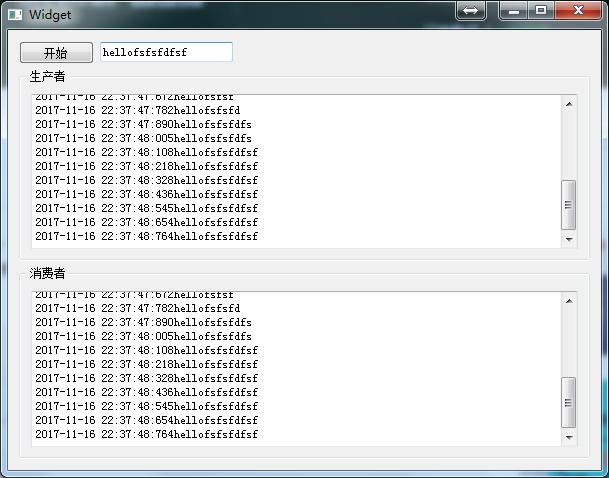 Widget
开始 hellofsfsfdfsf
生产者
2017-11-16 22:37:47:672hellofsfsf
2017-11-16 22:37:47:782hellofsfsfd
2017-11-16 22:37:47:890hellofsfsfdfs
2017-11-16 22:37:48:005hellofsfsfdfs
2017-11-16 22:37:48:108hellofsfsfdfsf
2017-11-16 22:37:48:218hellofsfsfdfsf
2017-11-16 22:37:48:328hellofsfsfdfsf
2017-11-16 22:37:48:436hellofsfsfdfsf
2017-11-16 22:37:48:545hellofsfsfdfsf
2017-11-16 22:37:48:654hellofsfsfdfsf
2017-11-16 22:37:48:764hellofsfsfdfsf
消费者
2017-11-16 22:37:47:672hellofsfsf
2017-11-16 22:37:47:782hellofsfsfd
2017-11-16 22:37:47:890hellofsfsfdfs
2017-11-16 22:37:48:005hellofsfsfdfs
2017-11-16 22:37:48:108hellofsfsfdfsf
2017-11-16 22:37:48:218hellofsfsfdfsf
2017-11-16 22:37:48:328hellofsfsfdfsf
2017-11-16 22:37:48:436hellofsfsfdfsf
2017-11-16 22:37:48:545hellofsfsfdfsf
2017-11-16 22:37:48:654hellofsfsfdfsf
2017-11-16 22:37:48:764hellofsfsfdfsf